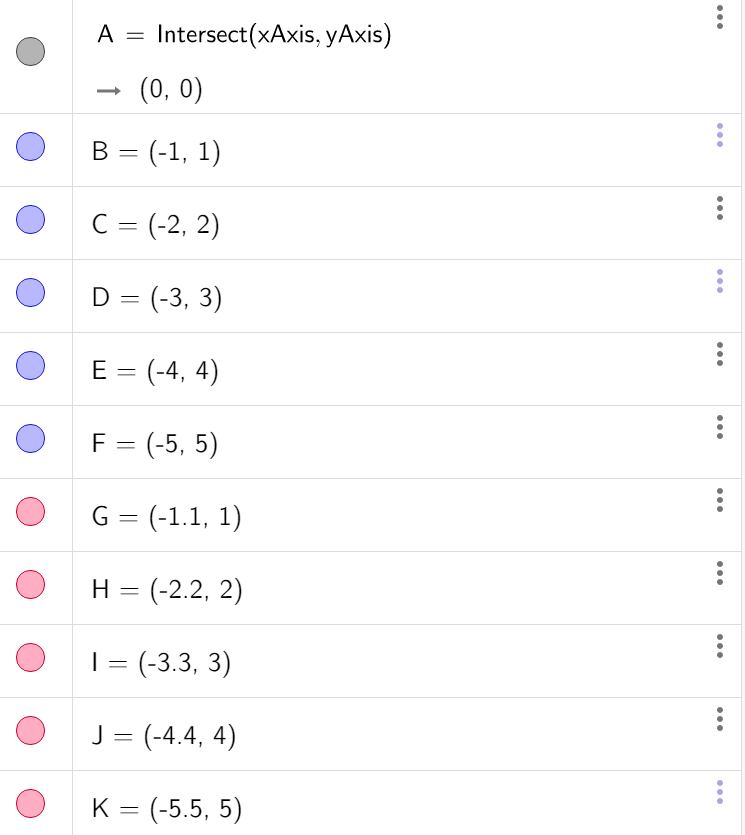 A = Intersect(xAxis, yAxis)
→ (0, 0)
B = (-1, 1)
C = (-2, 2)
D = (-3, 3)
E = (-4, 4)
F = (-5, 5)
G = (-1.1, 1)
H = (-2.2, 2)
I = (-3.3, 3)
J = (-4.4, 4)
K = (-5.5, 5)